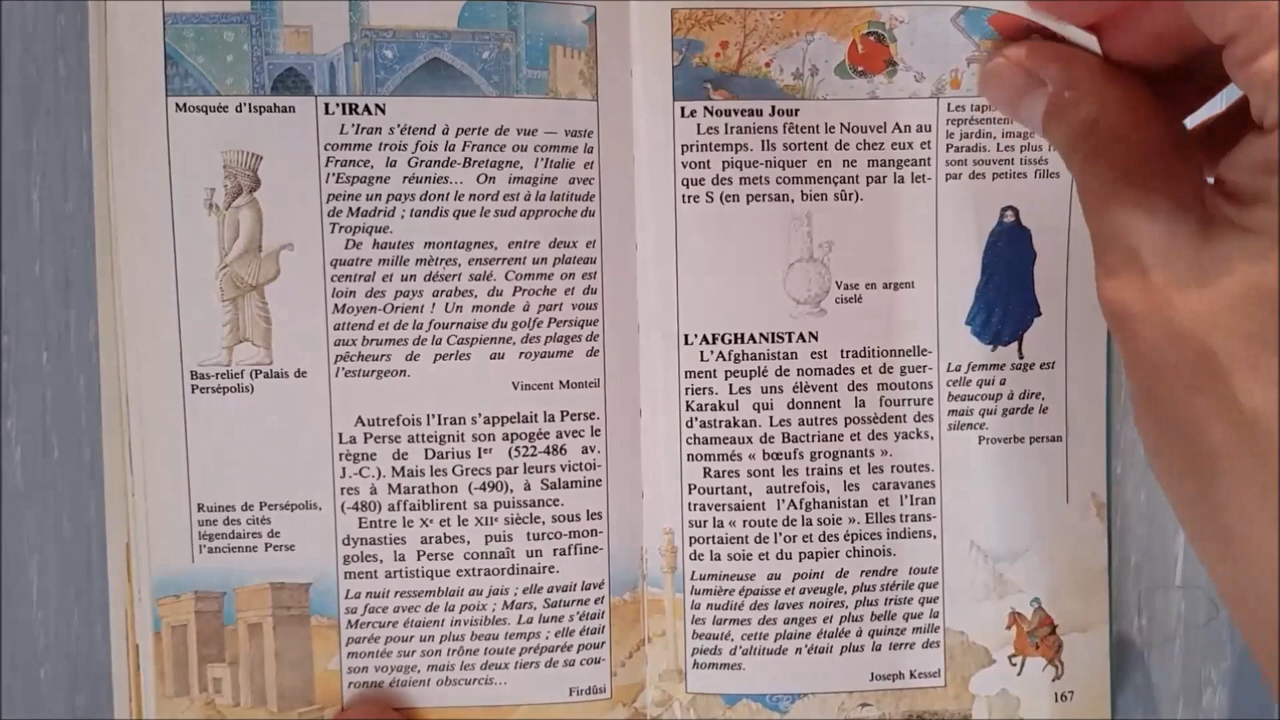 Mosquée d'Ispahan
Bas-relief (Palais de
Persépolis)
Ruines de Persépolis,
une des cités
légendaires de
l'ancienne Perse
L'IRAN
L'Iran s'étend à perte de vue — vaste
comme trois fois la France ou comme la
France, la Grande-Bretagne, l'Italie et
l'Espagne réunies... On imagine avec
peine un pays dont le nord est à la latitude
de Madrid ; tandis que le sud approche du
Tropique.
De hautes montagnes, entre deux et
quatre mille mètres, enserrent un plateau
central et un désert salé. Comme on est
loin des pays arabes, du Proche et du
Moyen-Orient ! Un monde à part vous
attend et de la fournaise du golfe Persique
aux brumes de la Caspienne, des plages de
pêcheurs de perles au royaume de
l'esturgeon.
Vincent Monteil
Autrefois l'Iran s'appelait la Perse.
La Perse atteignit son apogée avec le
règne de Darius Ier (522-486 av.
J.-C.). Mais les Grecs par leurs victoi-
res à Marathon (-490), à Salamine
(-480) affaiblirent sa puissance.
Entre le Xe et le XIIe siècle, sous les
dynasties arabes, puis turco-mon-
goles, la Perse connaît un raffine-
ment artistique extraordinaire.
La nuit ressemblait au jais ; elle avait lavé
sa face avec de la poix ; Mars, Saturne et
Mercure étaient invisibles. La lune s'était
parée pour un plus beau temps ; elle était
montée sur son trône toute préparée pour
son voyage, mais les deux tiers de sa cou-
ronne étaient obscurcis...
Firdûsi
Le Nouveau Jour
Les Iraniens fêtent le Nouvel An au
printemps. Ils sortent de chez eux et
vont pique-niquer en ne mangeant
que des mets commençant par la let-
tre S (en persan, bien sûr).
Vase en argent
ciselé
L'AFGHANISTAN
L'Afghanistan est traditionnelle-
ment peuplé de nomades et de guer-
riers. Les uns élèvent des moutons
Karakul qui donnent la fourrure
d'astrakan. Les autres possèdent des
chameaux de Bactriane et des yacks,
nommés « bœufs grognants ».
Rares sont les trains et les routes.
Pourtant, autrefois, les caravanes
traversaient l'Afghanistan et l'Iran
sur la « route de la soie ». Elles trans-
portaient de l'or et des épices indiens,
de la soie et du papier chinois.
Lumineuse au point de rendre toute
lumière épaisse et aveugle, plus stérile que
la nudité des laves noires, plus triste que
les larmes des anges et plus belle que la
beauté, cette plaine étalée à quinze mille
pieds d'altitude n'était plus la terre des
hommes.
Joseph Kessel
Les
représentent
le jardin, image
Paradis. Les plus
sont souvent tissés
par des petites filles
La femme sage est
celle qui a
beaucoup à dire,
mais qui garde le
silence.
Proverbe persan
167